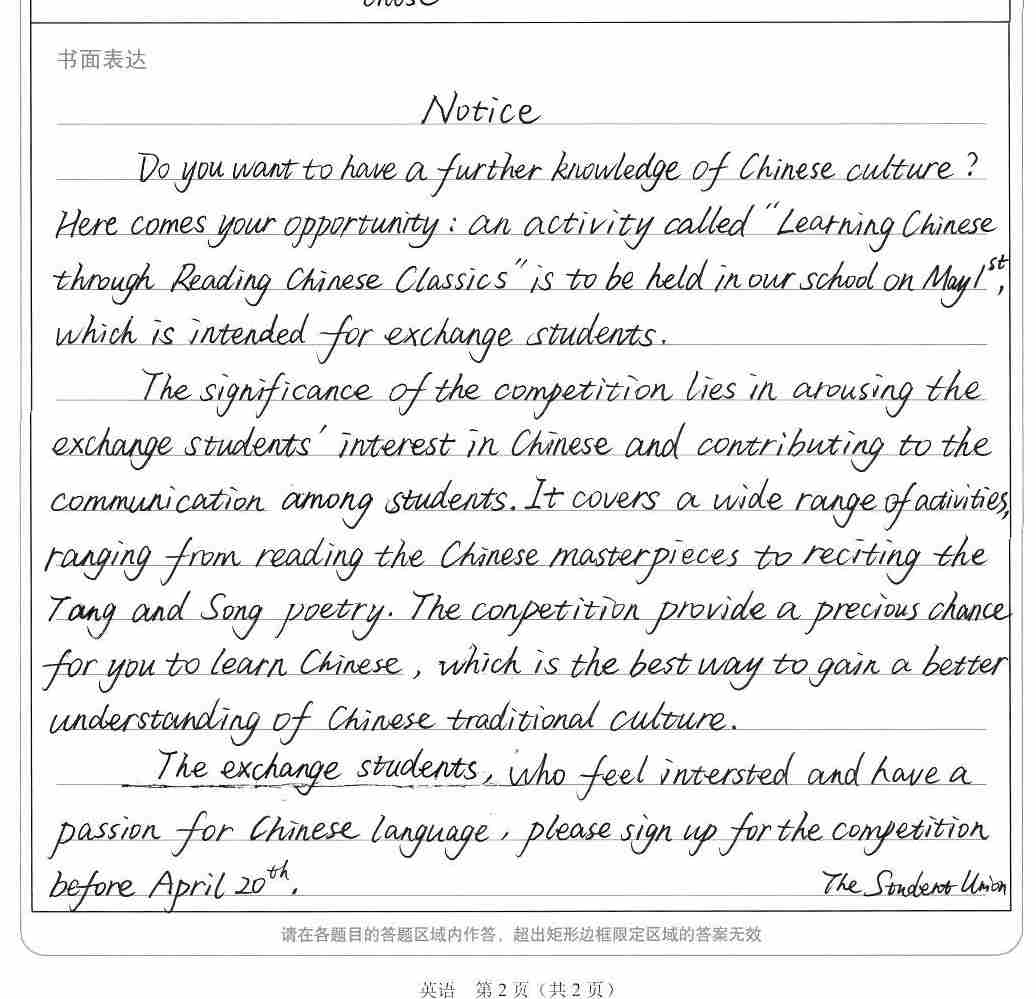 those
书面表达
Notice
Do you want to have a further knowledge of Chinese culture?
Here comes your opportunity: an activity called "Learning Chinese
through Reading Chinese Classics" is to be held in our school on May 1st,
which is intended for exchange students.
The significance of the competition lies in arousing the
exchange students' interest in Chinese and contributing to the
communication among students. It covers a wide range of activities,
ranging from reading the Chinese masterpieces to reciting the
Tang and Song poetry. The conpetition provide a precious chance
for you to learn Chinese, which is the best way to gain a better
understanding of Chinese traditional culture.
The exchange students, who feel intersted and have a
passion for Chinese language, please sign up for the competition
before April 20th.
The Student Union
请在各题目的答题区域内作答，超出矩形边框限定区域的答案无效
英语 第2页（共2页）